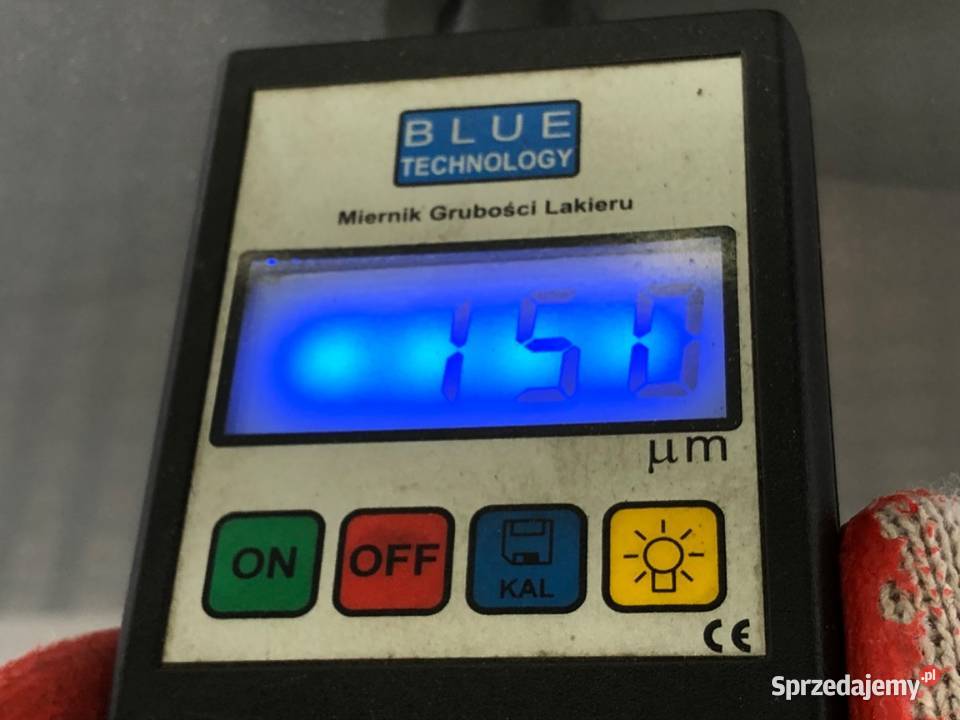 BLUE
TECHNOLOGY
Miernik Grubości Lakieru
150
μm
ON
OFF
KAL
CE
Sprzedajemy.pl